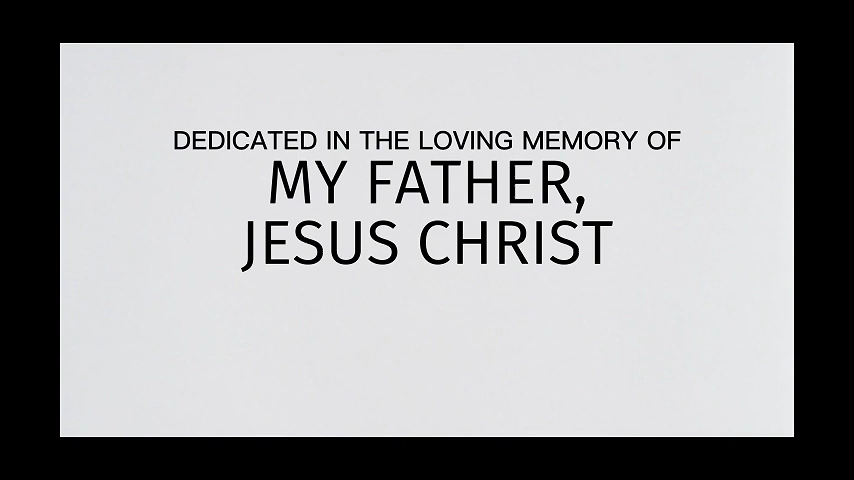 DEDICATED IN THE LOVING MEMORY OF
MY FATHER,
JESUS CHRIST